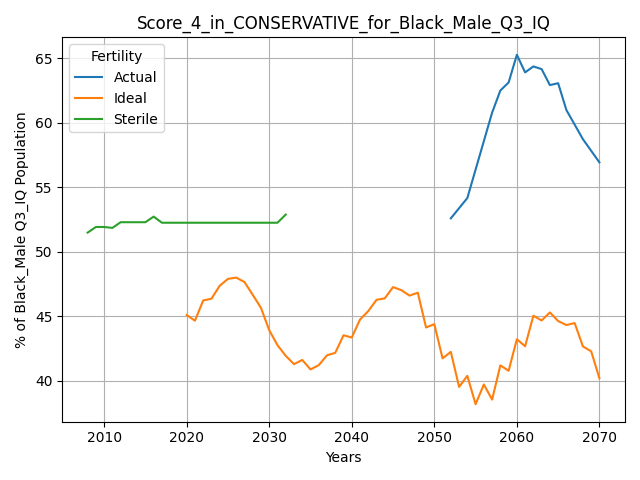 Score_4_in_CONSERVATIVE_for_Black_Male_Q3_IQ
Fertility
Actual
Ideal
Sterile
% of Black_Male Q3_IQ Population
65
60
55
50
45
40
2010 2020 2030 2040 2050 2060 2070
Years